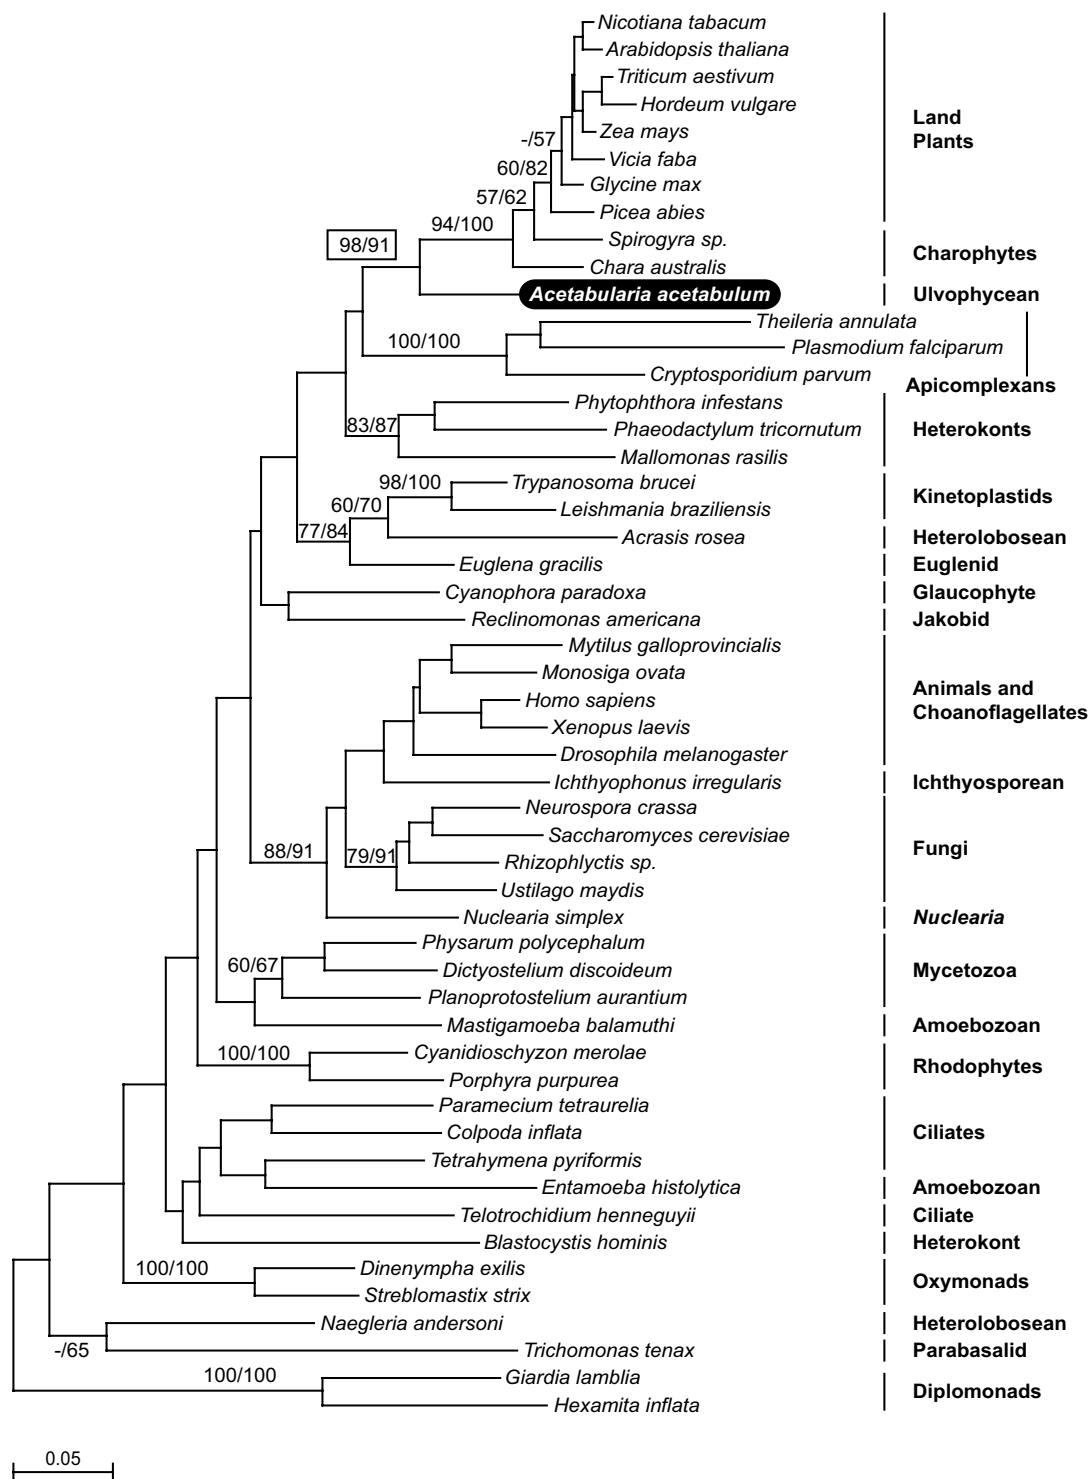 Nicotiana tabacum
Arabidopsis thaliana
Triticum aestivum
Hordeum vulgare
Land
Plants
Zea mays
-/57
Vicia faba
60/82
Glycine max
57/62
Picea abies
94/100
Spirogyra sp.
98/91
Charophytes
Chara australis
Acetabularia acetabulum
Ulvophycean
Theileria annulata
100/100
Plasmodium falciparum
Cryptosporidium parvum
Apicomplexans
Phytophthora infestans
83/87
Phaeodactylum tricornutum
Heterokonts
Mallomonas rasilis
98/100
Trypanosoma brucei
Kinetoplastids
60/70
Leishmania braziliensis
77/84
Acrasis rosea
Heterolobosean
Euglena gracilis
Euglenid
Cyanophora paradoxa
Glaucophyte
Reclinomonas americana
Jakobid
Mytilus galloprovincialis
Monosiga ovata
Animals and
Choanoflagellates
Homo sapiens
Xenopus laevis
Drosophila melanogaster
Ichthyophonus irregularis
Ichthyosporean
Neurospora crassa
Saccharomyces cerevisiae
Fungi
88/91
79/91
Rhizophlyctis sp.
Ustilago maydis
Nuclearia simplex
Nuclearia
Physarum polycephalum
60/67
Dictyostelium discoideum
Mycetozoa
Planoprotostelium aurantium
Mastigamoeba balamuthi
Amoebozoan
100/100
Cyanidioschyzon merolae
Rhodophytes
Porphyra purpurea
Paramecium tetraurelia
Colpoda inflata
Ciliates
Tetrahymena pyriformis
Entamoeba histolytica
Amoebozoan
Telotrochidium henneguyii
Ciliate
Blastocystis hominis
Heterokont
100/100
Dinenympha exilis
Oxymonads
Streblomastix strix
Naegleria andersoni
Heterolobosean
-/65
Trichomonas tenax
Parabasalid
100/100
Giardia lamblia
Diplomonads
Hexamita inflata
0.05